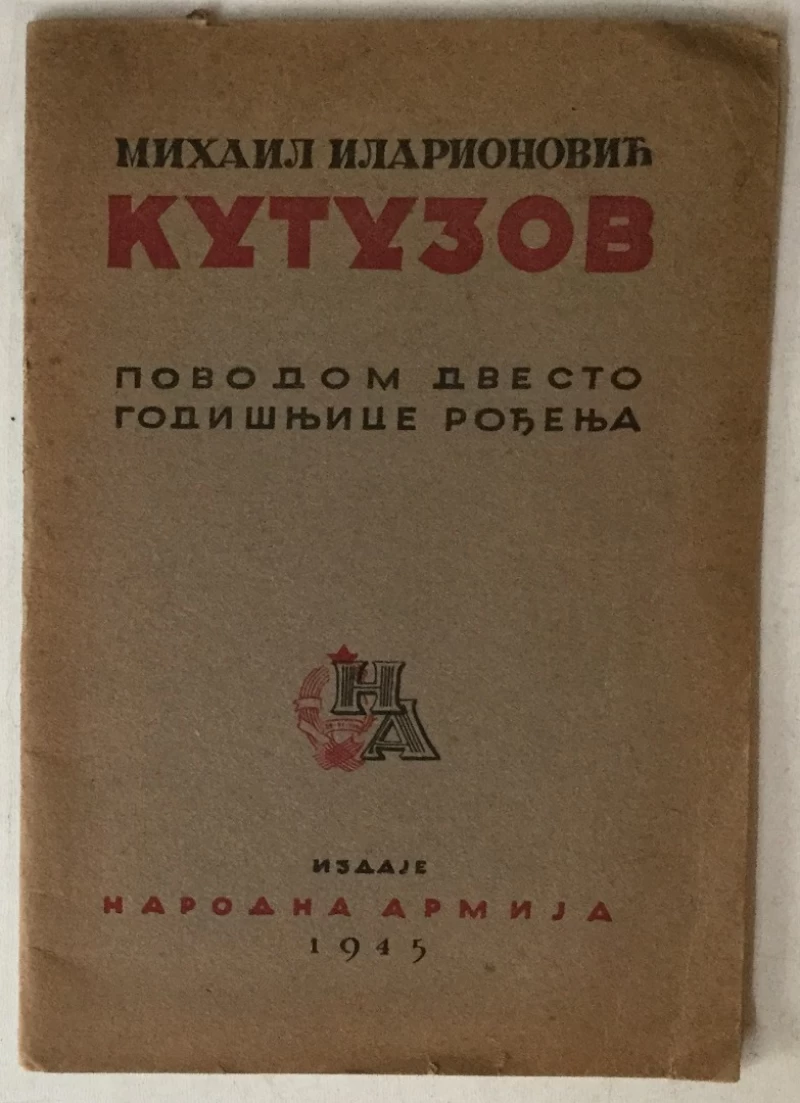 МИХАИЛ ИЛАРИОНОВИЋ
КУТУЗОВ
ПОВОДОМ ДВЕСТО
ГОДИШЊИЦЕ РОЂЕЊА
НА
ИЗДАЈЕ
НАРОДНА АРМИЈА
1945